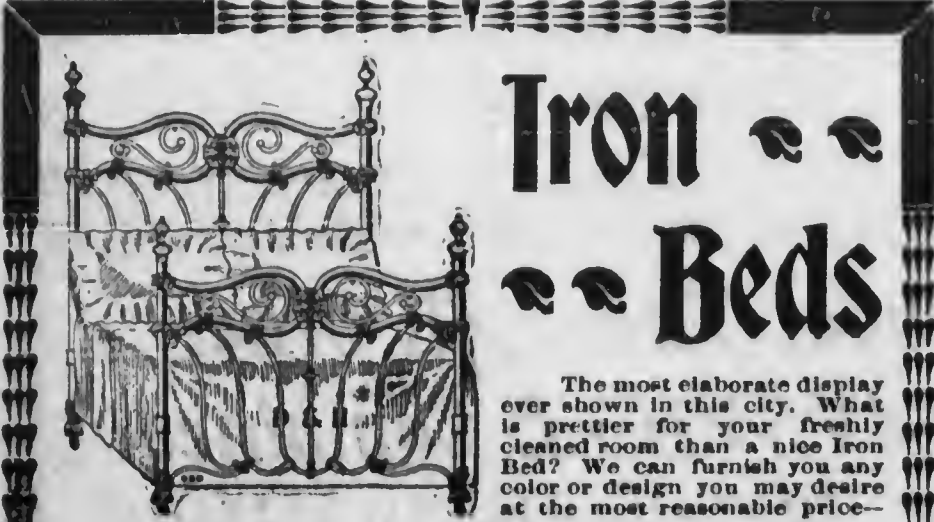 Iron
Beds
The most elaborate display
ever shown in this city. What
is prettier for your freshly
cleaned room than a nice Iron
Bed? We can furnish you any
color or design you may desire
at the most reasonable price—